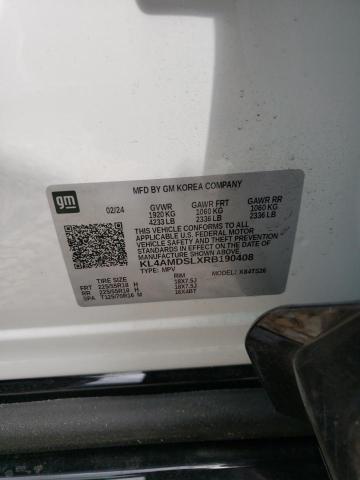 gm
MFD BY GM KOREA COMPANY
02/24
GVWR GAWR FRT GAWR RR
1920 KG 1060 KG 1060 KG
4233 LB 2336 LB 2336 LB
THIS VEHICLE CONFORMS TO ALL
APPLICABLE U.S. FEDERAL MOTOR
VEHICLE SAFETY STANDARDS IN
EFFECT ON THE DATE OF
MANUFACTURE SHOWN ABOVE.
KL4AMDSLXRB190408
TYPE: MPV MODEL: X84TS26
TIRE SIZE RIM
FRT 225/55R18 H 18X7.5J
RR 225/55R18 H 18X7.5J
SPA T125/70R16 M 16X4BT